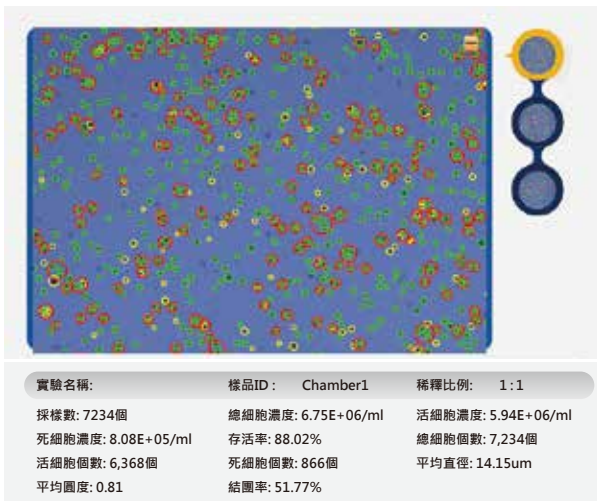 實驗名稱: 樣品ID : Chamber1 稀釋比例: 1 : 1
採樣數: 7234個 總細胞濃度: 6.75E+06/ml 活細胞濃度: 5.94E+06/ml
死細胞濃度: 8.08E+05/ml 存活率: 88.02% 總細胞個數: 7,234個
活細胞個數: 6,368個 死細胞個數: 866個 平均直徑: 14.15um
平均圓度: 0.81 結團率: 51.77%